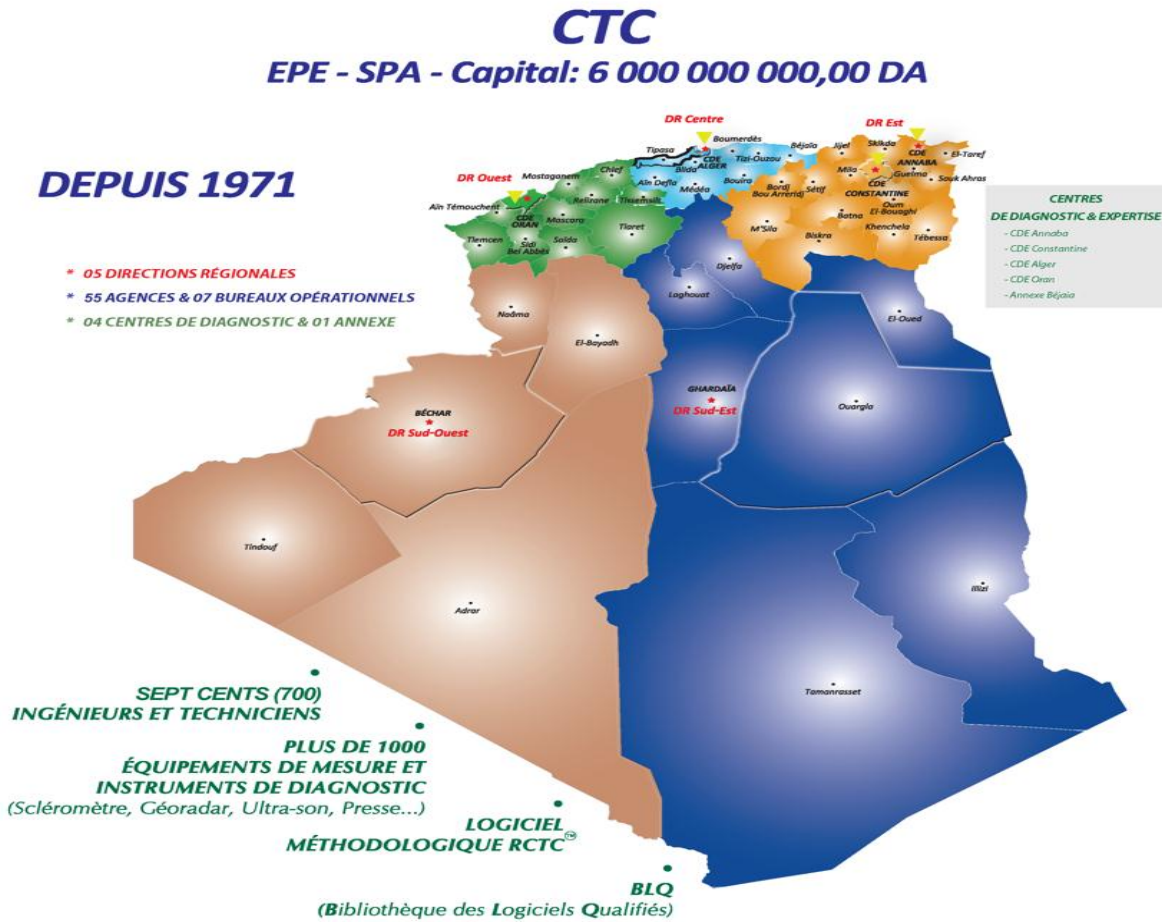 CTC
EPE - SPA - Capital: 6 000 000 000,00 DA
DEPUIS 1971
* 05 DIRECTIONS RÉGIONALES
* 55 AGENCES & 07 BUREAUX OPÉRATIONNELS
* 04 CENTRES DE DIAGNOSTIC & 01 ANNEXE
CENTRES
DE DIAGNOSTIC & EXPERTISE
- CDE Annaba
- CDE Constantine
- CDE Alger
- CDE Oran
- Annexe Béjaia
DR Centre
DR Est
DR Ouest
Tipasa
Boumerdès
CDE
ALGER
Blida
Tizi-Ouzou
Béjaïa
Aïn Defla
Médéa
Bouira
Jijel
Skikda
CDE
ANNABA
El-Taref
Mila
Guelma
Souk Ahras
CDE
CONSTANTINE
Bordj
Bou Arreridj
Sétif
Oum
El-Bouaghi
Batna
Khenchela
Tébessa
M'Sila
Biskra
Chlef
Mostaganem
Relizane
Tissemsilt
Aïn Témouchent
CDE
ORAN
Mascara
Tlemcen
Sidi
Bel Abbès
Saïda
Tiaret
Djelfa
Laghouat
El-Oued
Naâma
El-Bayadh
GHARDAÏA
DR Sud-Est
Ouargla
BÉCHAR
DR Sud-Ouest
Tindouf
Adrar
Illizi
Tamanrasset
SEPT CENTS (700)
INGÉNIEURS ET TECHNICIENS
PLUS DE 1000
ÉQUIPEMENTS DE MESURE ET
INSTRUMENTS DE DIAGNOSTIC
(Scléromètre, Géoradar, Ultra-son, Presse...)
LOGICIEL
MÉTHODOLOGIQUE RCTC
BLQ
(Bibliothèque des Logiciels Qualifiés)